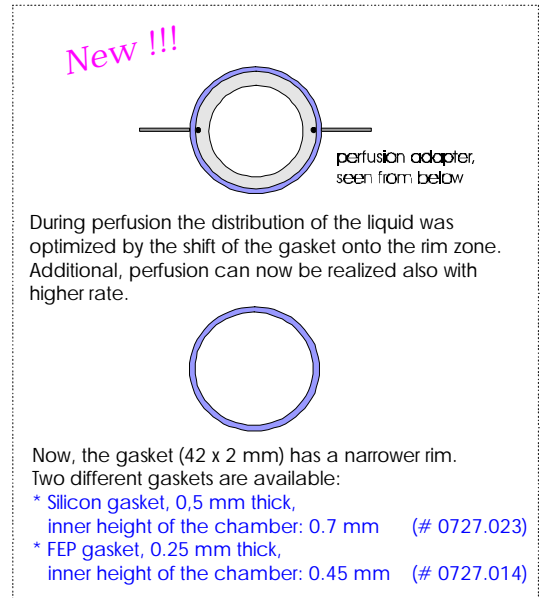 New !!!
perfusion adapter,
seen from below
During perfusion the distribution of the liquid was
optimized by the shift of the gasket onto the rim zone.
Additional, perfusion can now be realized also with
higher rate.
Now, the gasket (42 x 2 mm) has a narrower rim.
Two different gaskets are available:
* Silicon gasket, 0,5 mm thick,
inner height of the chamber: 0.7 mm (# 0727.023)
* FEP gasket, 0.25 mm thick,
inner height of the chamber: 0.45 mm (# 0727.014)